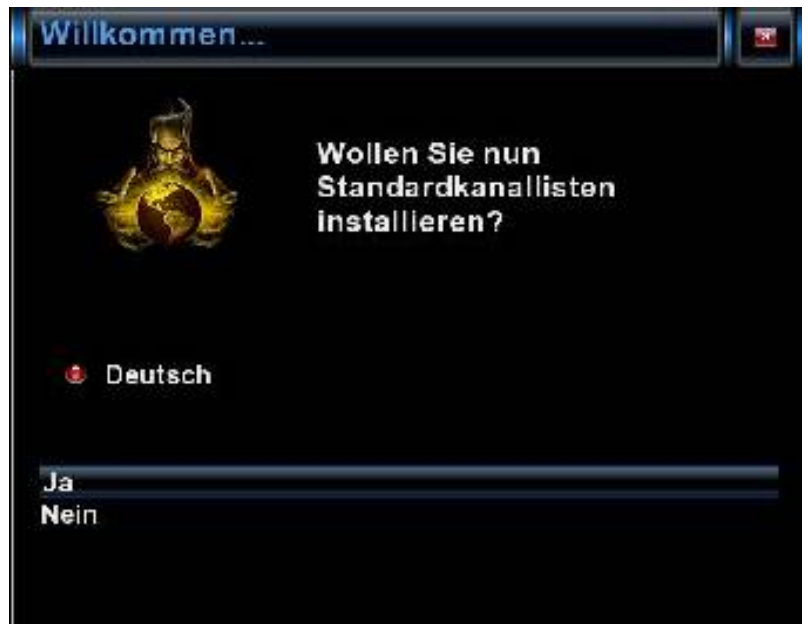 Willkommen...
Wollen Sie nun
Standardkanallisten
installieren?
Deutsch
Ja
Nein